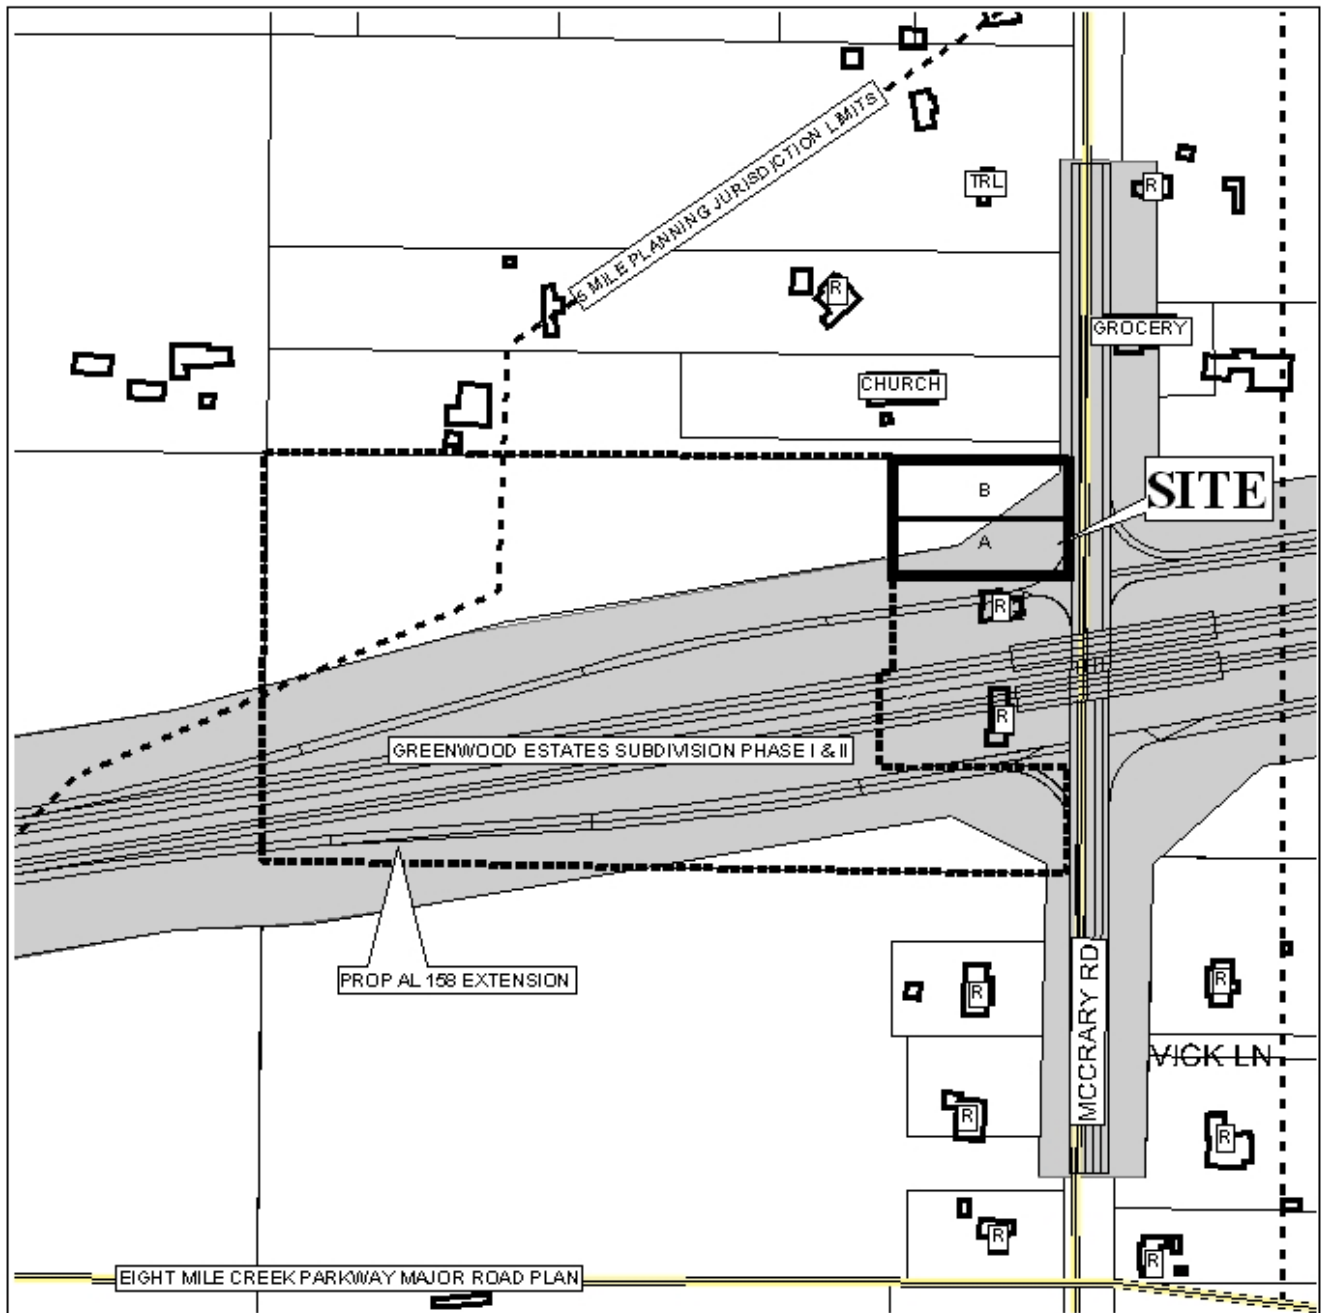 5 MILE PLANNING JURISDICTION LIMITS
TRL
R
R
GROCERY
CHURCH
B
SITE
A
R
R
GREENWOOD ESTATES SUBDIVISION PHASE I & II
PROP AL 158 EXTENSION
MCCRARY RD
R
R
VICK LN
R
R
R
R
EIGHT MILE CREEK PARKWAY MAJOR ROAD PLAN